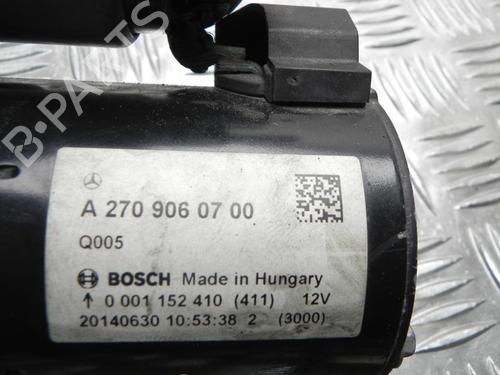 A 270 906 07 00
Q005
BOSCH Made in Hungary
↑ 0 001 152 410 (411) 12V
20140630 10:53:38 2 (3000)
B-PARTS